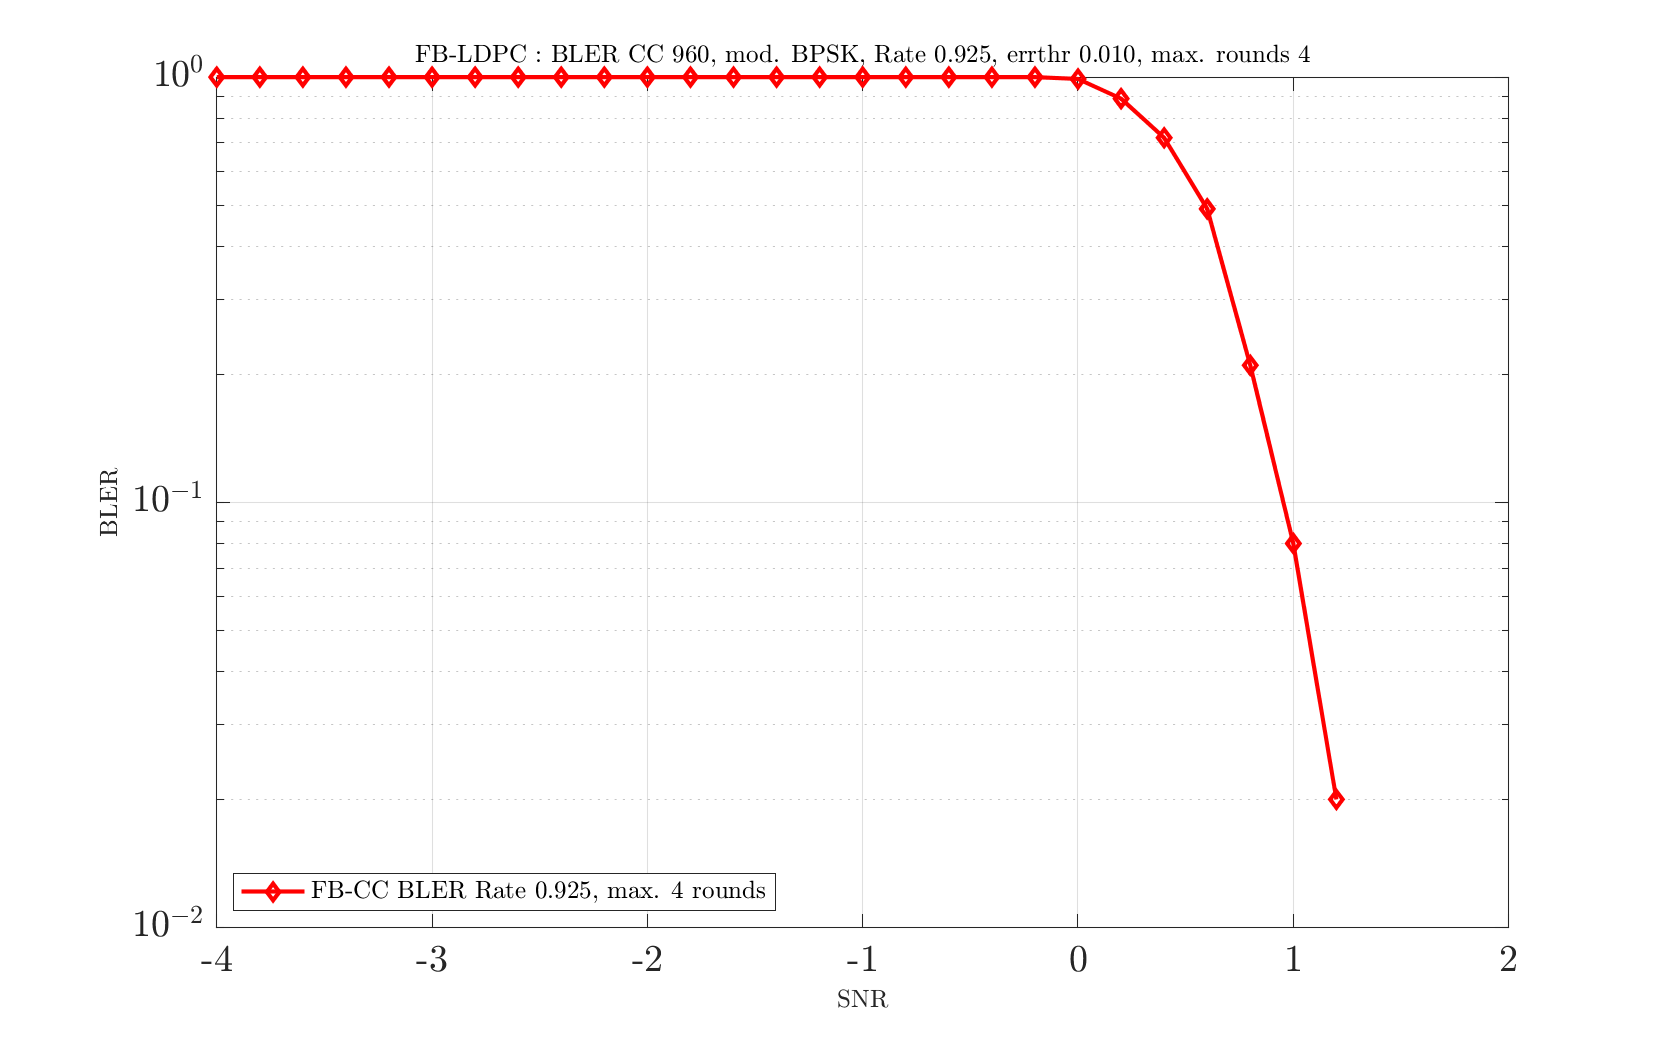 FB-LDPC : BLER CC 960, mod. BPSK, Rate 0.925, errthr 0.010, max. rounds 4
10^0
10^{-1}
10^{-2}
BLER
FB-CC BLER Rate 0.925, max. 4 rounds
-4 -3 -2 -1 0 1 2
SNR